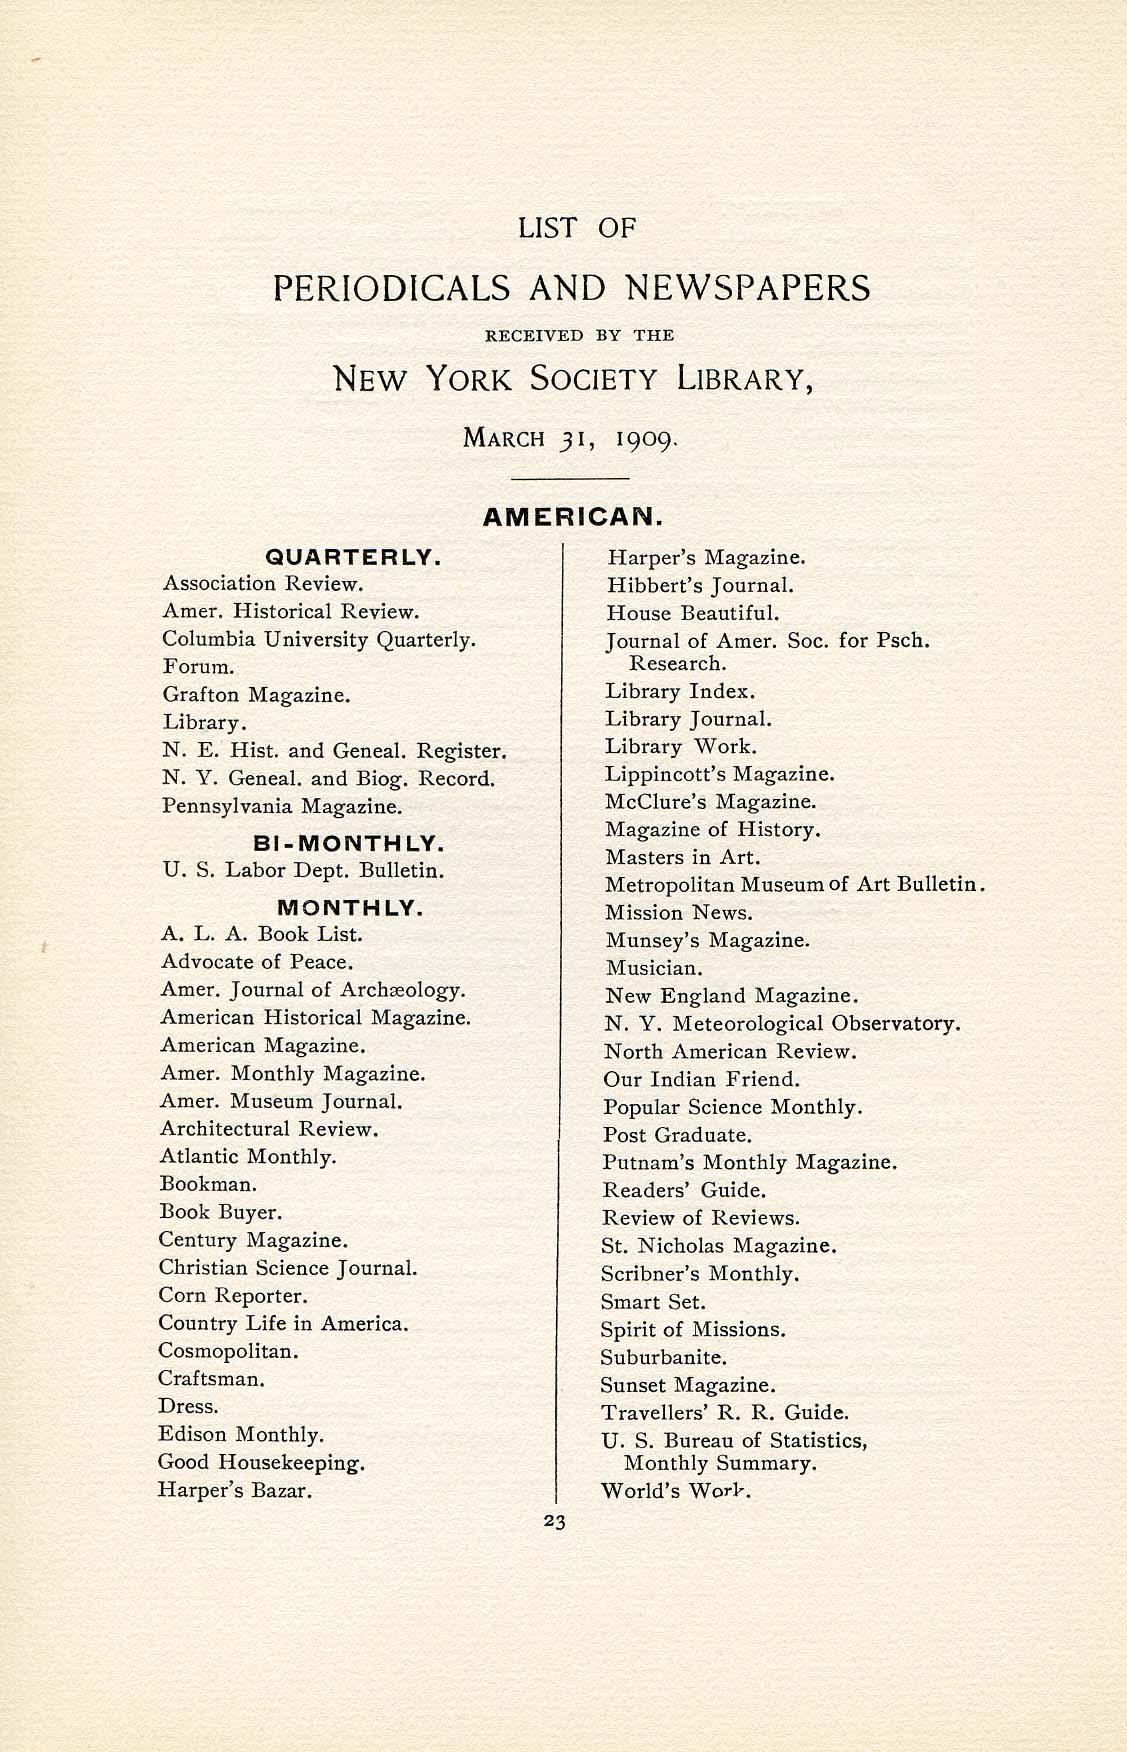 LIST OF
PERIODICALS AND NEWSPAPERS
RECEIVED BY THE
NEW YORK SOCIETY LIBRARY,
MARCH 31, 1909.
AMERICAN.
QUARTERLY.
Association Review.
Amer. Historical Review.
Columbia University Quarterly.
Forum.
Grafton Magazine.
Library.
N. E. Hist. and Geneal. Register.
N. Y. Geneal. and Biog. Record.
Pennsylvania Magazine.
BI-MONTHLY.
U. S. Labor Dept. Bulletin.
MONTHLY.
A. L. A. Book List.
Advocate of Peace.
Amer. Journal of Archæology.
American Historical Magazine.
American Magazine.
Amer. Monthly Magazine.
Amer. Museum Journal.
Architectural Review.
Atlantic Monthly.
Bookman.
Book Buyer.
Century Magazine.
Christian Science Journal.
Corn Reporter.
Country Life in America.
Cosmopolitan.
Craftsman.
Dress.
Edison Monthly.
Good Housekeeping.
Harper's Bazar.
Harper's Magazine.
Hibbert's Journal.
House Beautiful.
Journal of Amer. Soc. for Psch.
Research.
Library Index.
Library Journal.
Library Work.
Lippincott's Magazine.
McClure's Magazine.
Magazine of History.
Masters in Art.
Metropolitan Museum of Art Bulletin.
Mission News.
Munsey's Magazine.
Musician.
New England Magazine.
N. Y. Meteorological Observatory.
North American Review.
Our Indian Friend.
Popular Science Monthly.
Post Graduate.
Putnam's Monthly Magazine.
Readers' Guide.
Review of Reviews.
St. Nicholas Magazine.
Scribner's Monthly.
Smart Set.
Spirit of Missions.
Suburbanite.
Sunset Magazine.
Travellers' R. R. Guide.
U. S. Bureau of Statistics,
Monthly Summary.
World's Work.
23